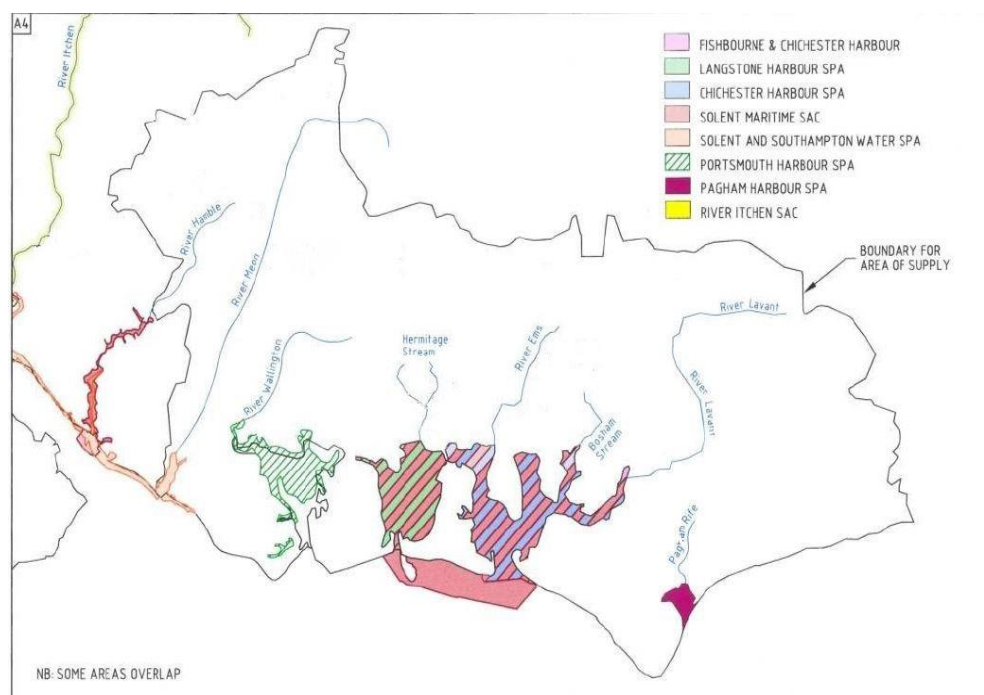 A4
River Itchen
FISHBOURNE & CHICHESTER HARBOUR
LANGSTONE HARBOUR SPA
CHICHESTER HARBOUR SPA
SOLENT MARITIME SAC
SOLENT AND SOUTHAMPTON WATER SPA
PORTSMOUTH HARBOUR SPA
PAGHAM HARBOUR SPA
RIVER ITCHEN SAC
River Hamble
River Meon
BOUNDARY FOR
AREA OF SUPPLY
River Lavant
River Wallington
Hermitage
Stream
River Ems
Bosham
Stream
River Lavant
Pagham Rife
NB: SOME AREAS OVERLAP